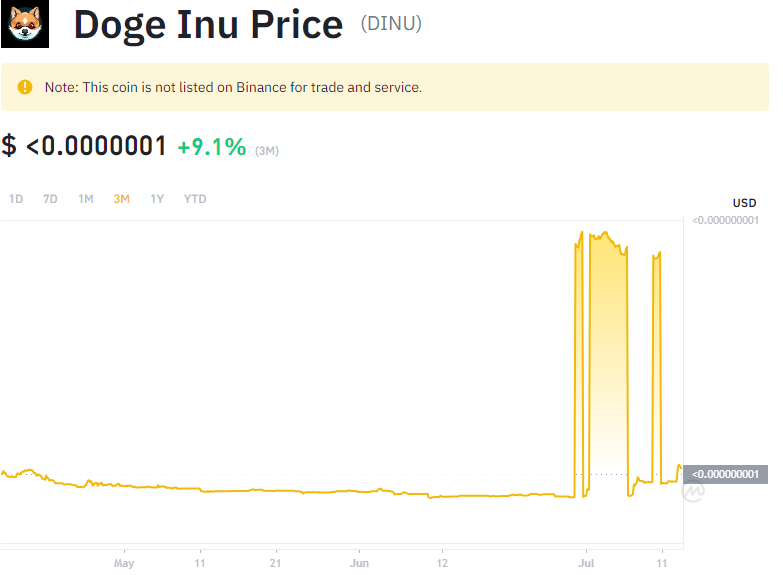 Doge Inu Price (DINU)
Note: This coin is not listed on Binance for trade and service.
$ <0.0000001 +9.1% (3M)
1D 7D 1M 3M 1Y YTD
USD
<0.000000001
<0.000000001
May 11 21 Jun 12 Jul 11